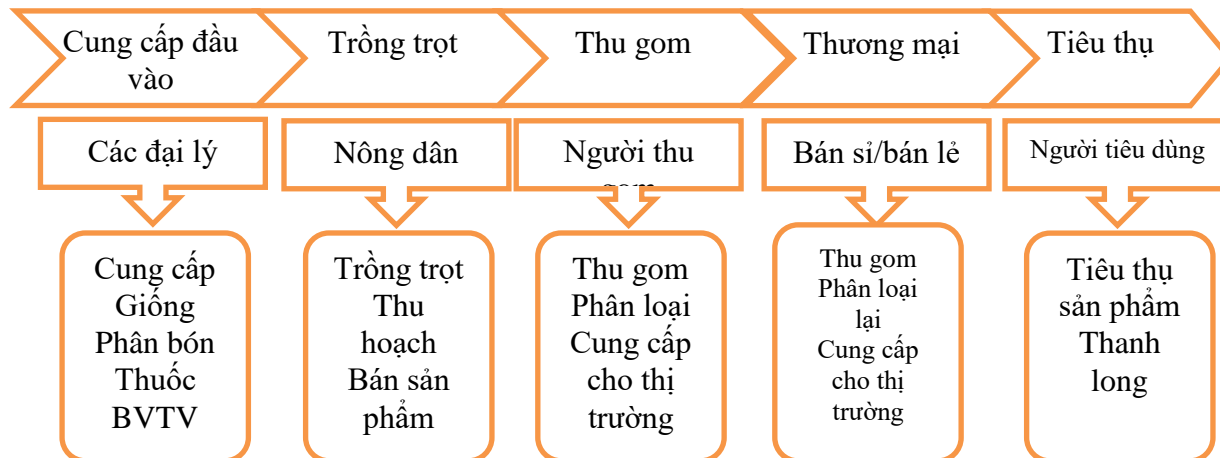 Cung cấp đầu
vào
Trồng trọt
Thu gom
Thương mại
Tiêu thụ
Các đại lý
Nông dân
Người thu
gom
Bán sỉ/bán lẻ
Người tiêu dùng
Cung cấp
Giống
Phân bón
Thuốc
BVTV
Trồng trọt
Thu
hoạch
Bán sản
phẩm
Thu gom
Phân loại
Cung cấp
cho thị
trường
Thu gom
Phân loại
lại
Cung cấp
cho thị
trường
Tiêu thụ
sản phẩm
Thanh
long